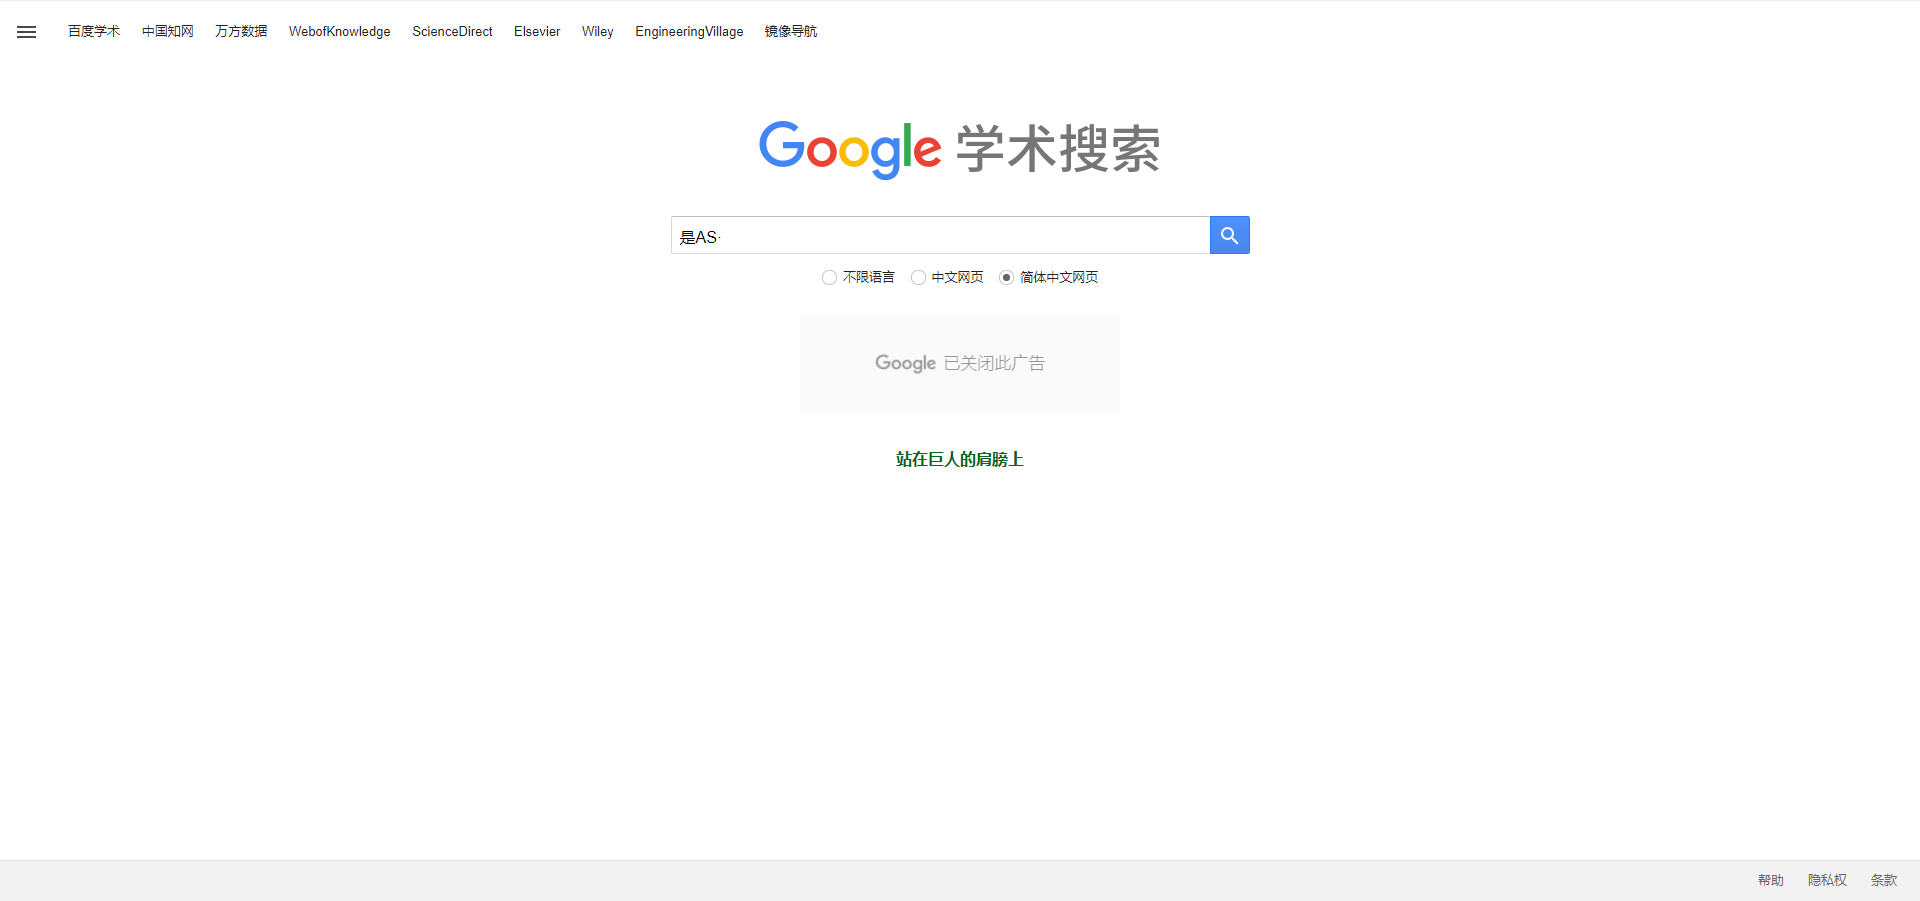 百度学术 中国知网 万方数据 WebofKnowledge ScienceDirect Elsevier Wiley EngineeringVillage 镜像导航
Google 学术搜索
是AS·
不限语言 中文网页 简体中文网页
Google 已关闭此广告
站在巨人的肩膀上
帮助 隐私权 条款